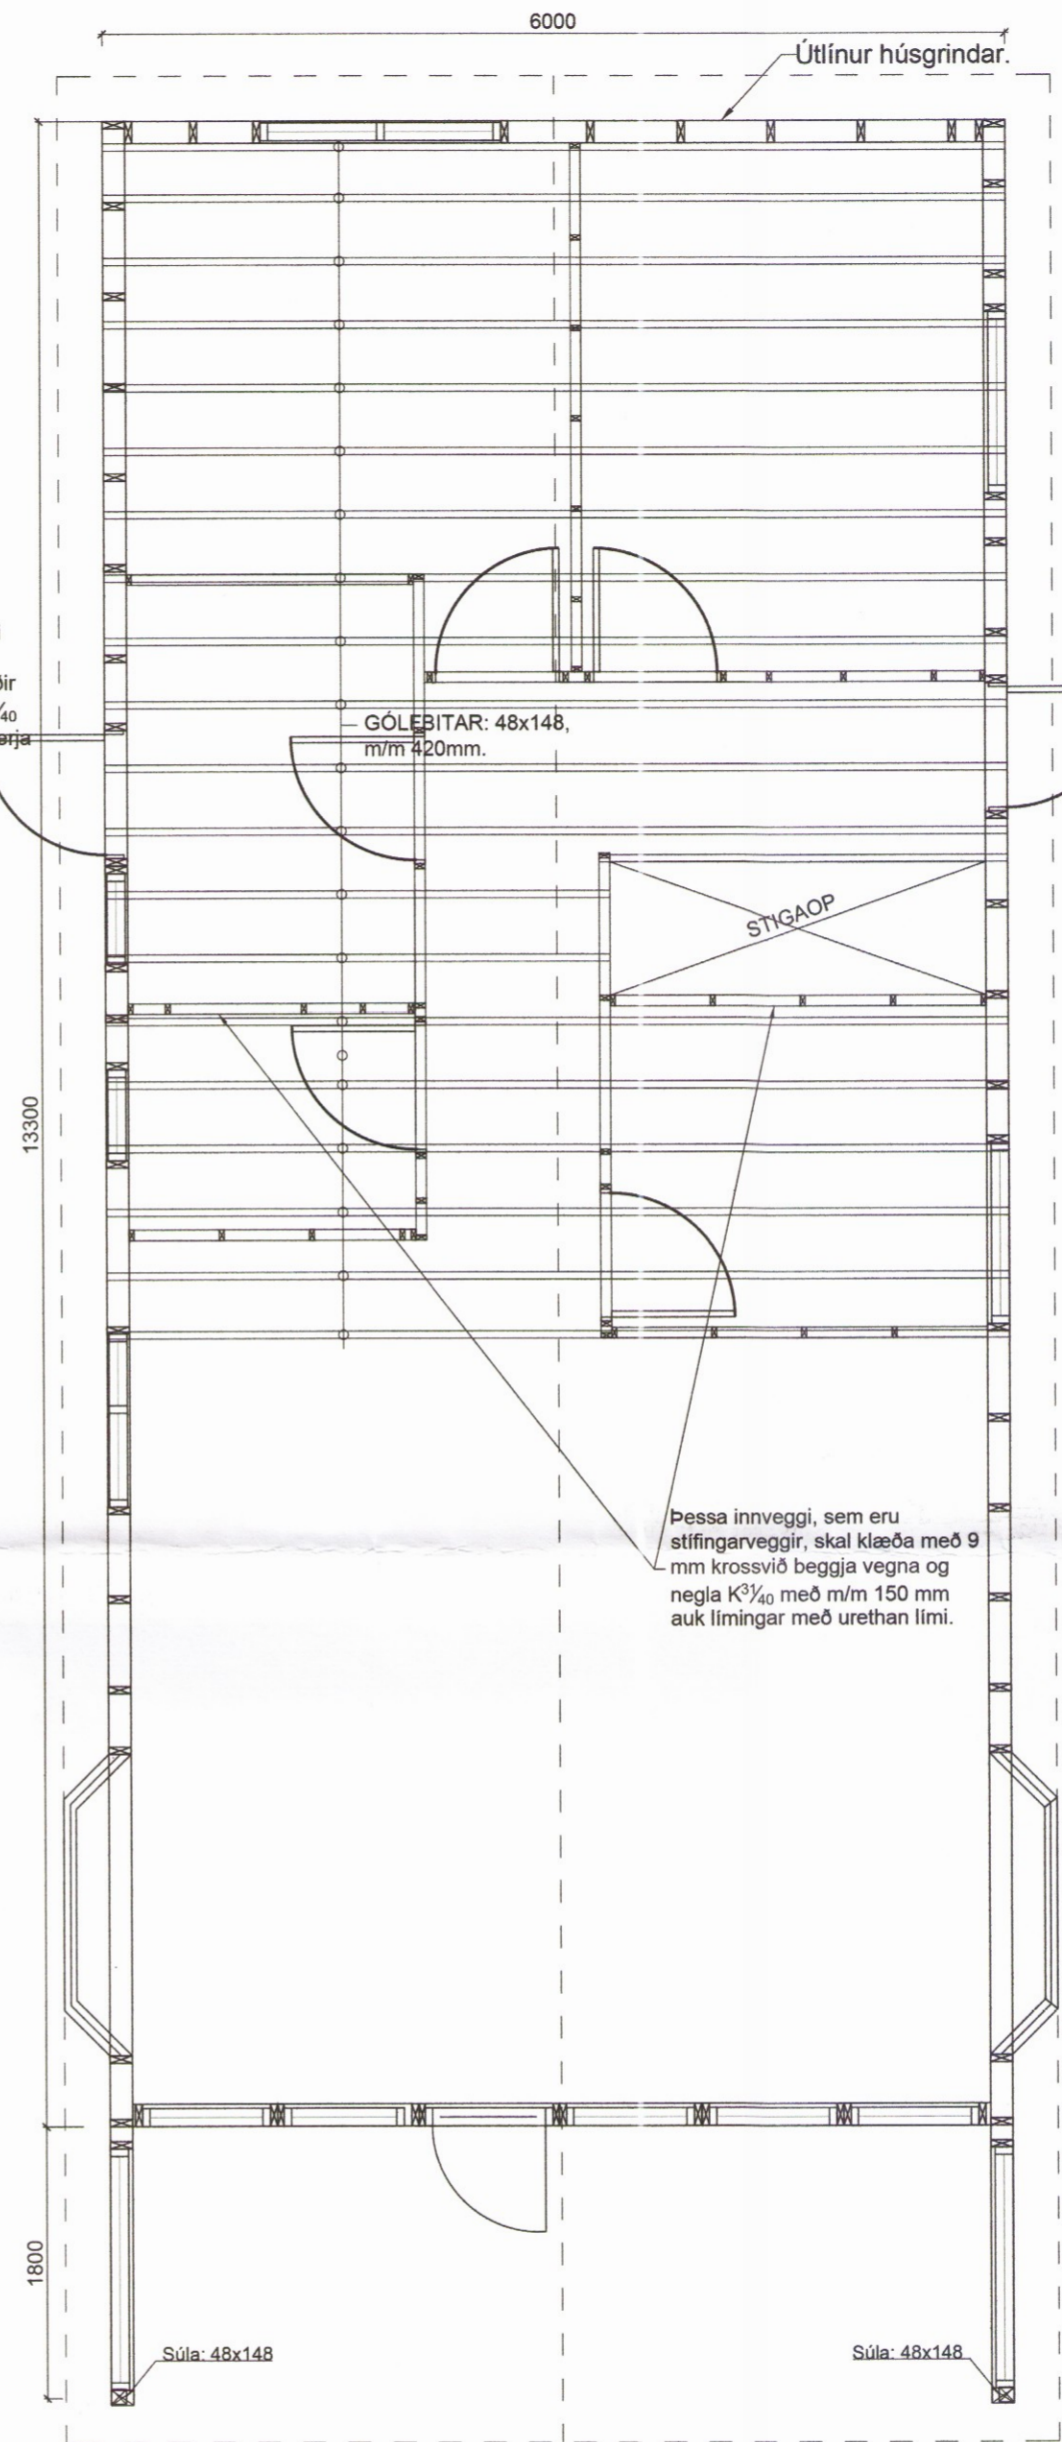 6000
Útlínur húsgrindar.
GÓLFBITAR: 48x148,
m/m 420mm.
STIGAOP
13300
Þessa innveggi, sem eru
stífingarveggir, skal klæða með 9
mm krossvið beggja vegna og
negla K³¹⁄₄₀ með m/m 150 mm
auk límingar með urethan lími.
1800
Súla: 48x148
Súla: 48x148